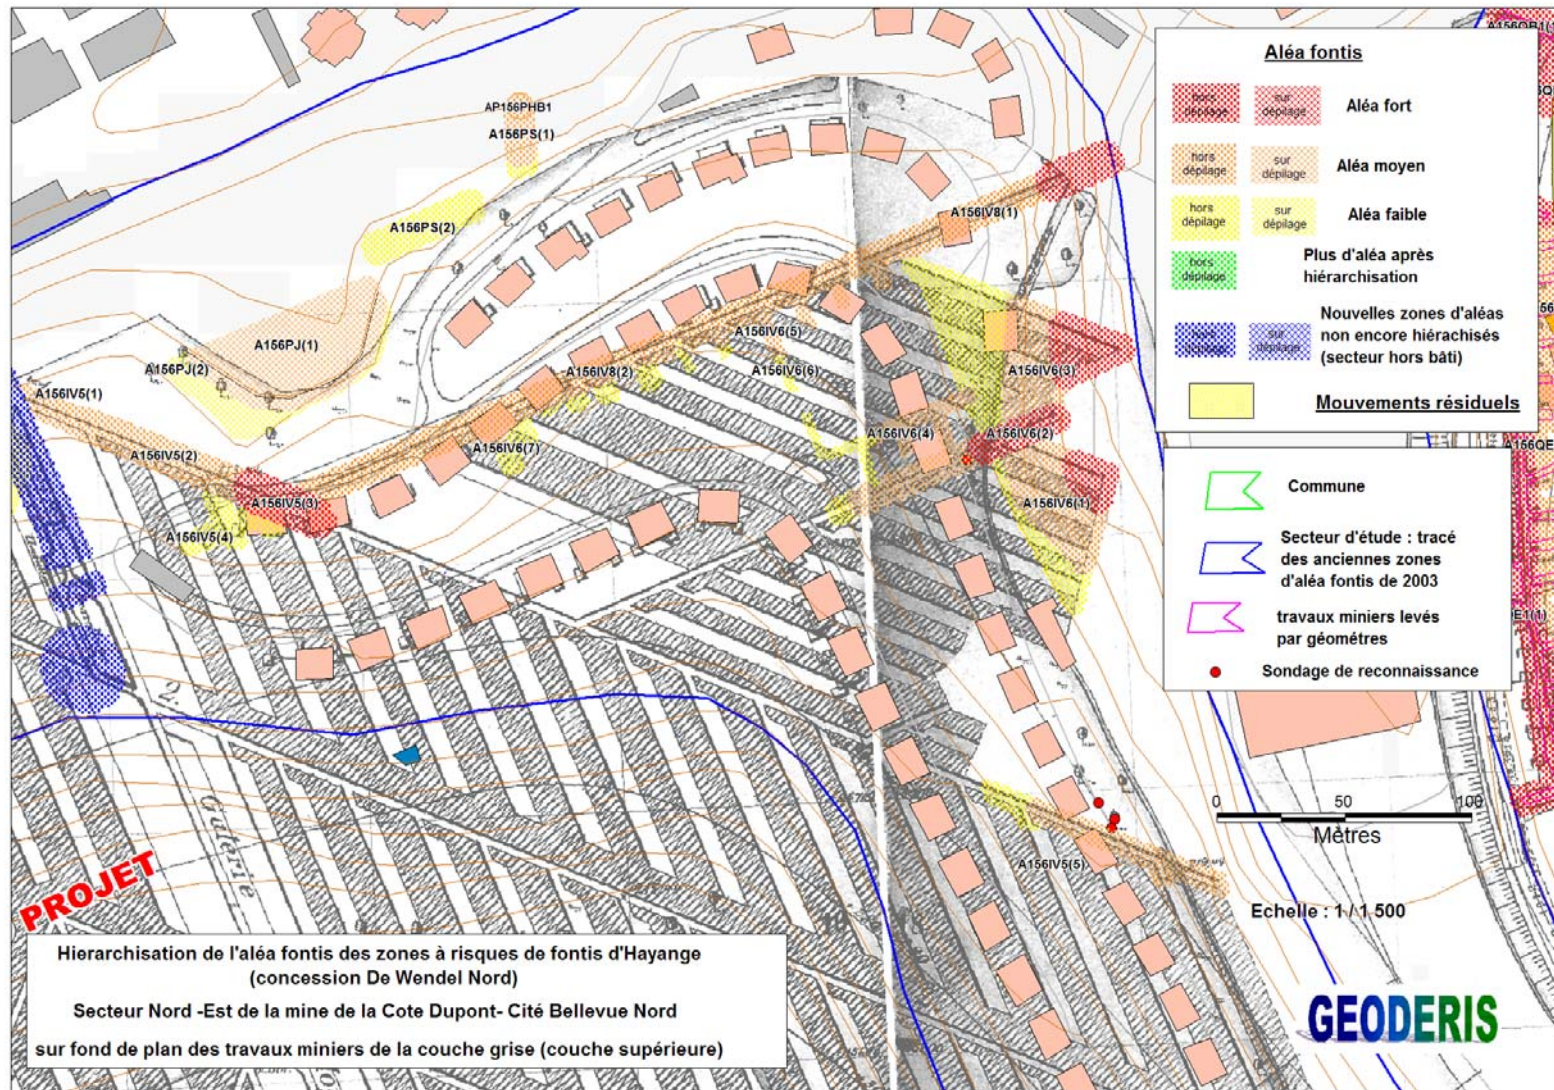 AP156PHB1
A156PS(1)
A156PS(2)
A156PJ(1)
A156PJ(2)
A156IV5(1)
A156IV5(2)
A156IV5(3)
A156IV5(4)
A156IV8(1)
A156IV8(2)
A156IV6(5)
A156IV6(6)
A156IV6(7)
A156IV6(4)
A156IV6(3)
A156IV6(2)
A156IV6(1)
A156IV5(5)
Galérie
Aléa fontis
hors dépilage
sur dépilage
Aléa fort
hors dépilage
sur dépilage
Aléa moyen
hors dépilage
sur dépilage
Aléa faible
hors dépilage
Plus d'aléa après
hiérarchisation
hors dépilage
sur dépilage
Nouvelles zones d'aléas
non encore hiérachisés
(secteur hors bâti)
Mouvements résiduels
Commune
Secteur d'étude : tracé
des anciennes zones
d'aléa fontis de 2003
travaux miniers levés
par géométres
Sondage de reconnaissance
0 50 100
Mètres
Echelle : 1 / 1 500
PROJET
Hierarchisation de l'aléa fontis des zones à risques de fontis d'Hayange
(concession De Wendel Nord)
Secteur Nord -Est de la mine de la Cote Dupont- Cité Bellevue Nord
sur fond de plan des travaux miniers de la couche grise (couche supérieure)
GEODERIS